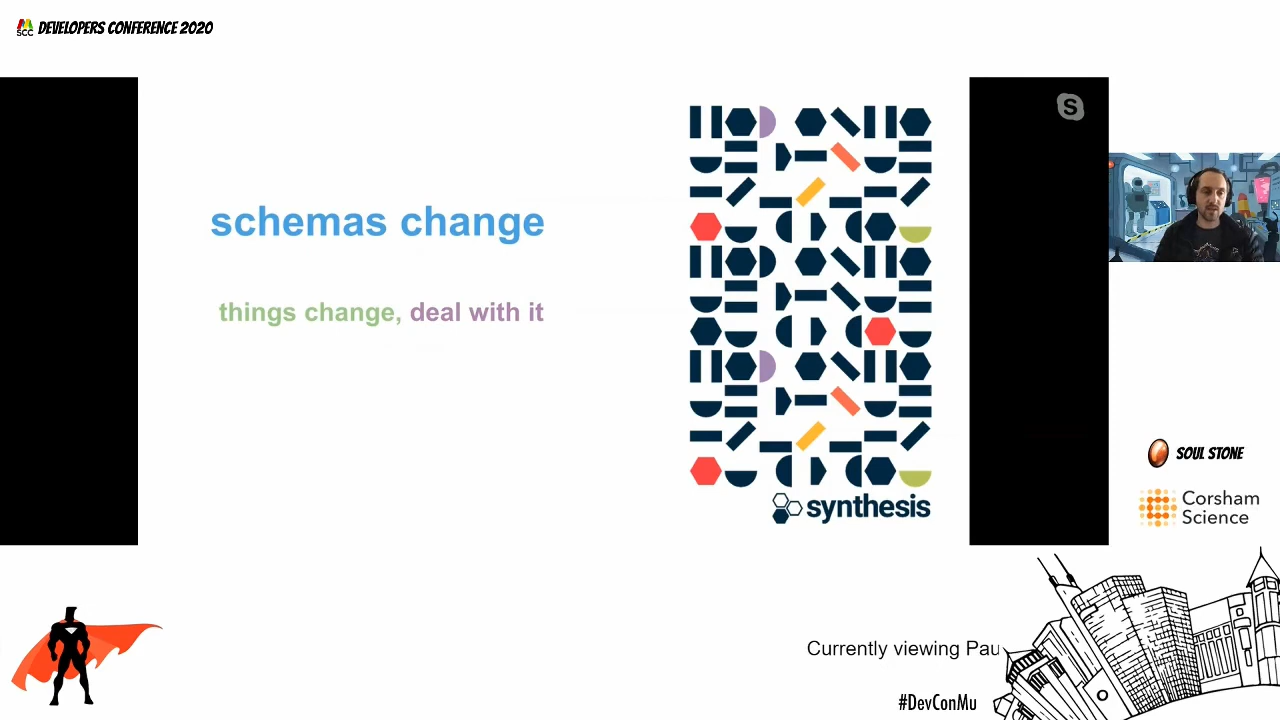 SCC DEVELOPERS CONFERENCE 2020
S
schemas change
things change, deal with it
synthesis
SOUL STONE
Corsham
Science
Currently viewing Pau
#DevConMu